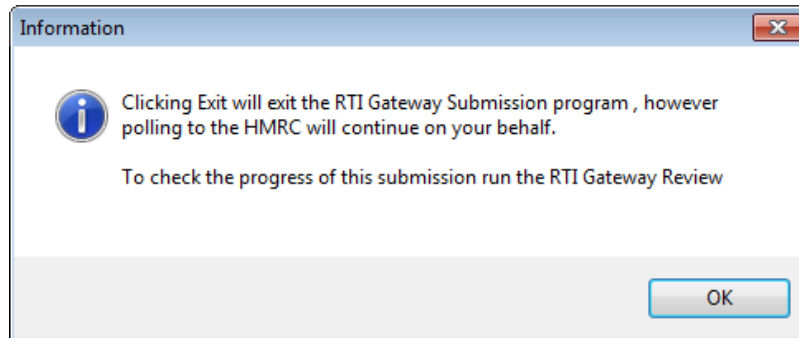 Information
Clicking Exit will exit the RTI Gateway Submission program , however
polling to the HMRC will continue on your behalf.
To check the progress of this submission run the RTI Gateway Review
OK